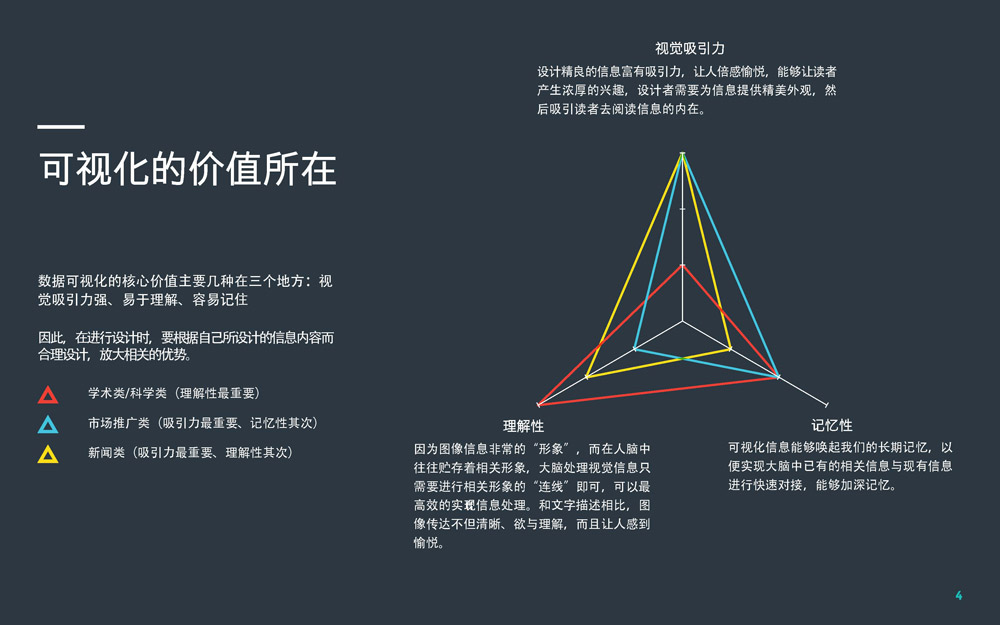 可视化的价值所在
数据可视化的核心价值主要几种在三个地方：视
觉吸引力强、易于理解、容易记住
因此，在进行设计时，要根据自己所设计的信息内容而
合理设计，放大相关的优势。
学术类/科学类（理解性最重要）
市场推广类（吸引力最重要、记忆性其次）
新闻类（吸引力最重要、理解性其次）
视觉吸引力
设计精良的信息富有吸引力，让人倍感愉悦，能够让读者
产生浓厚的兴趣，设计者需要为信息提供精美外观，然
后吸引读者去阅读信息的内在。
理解性
因为图像信息非常的“形象”，而在人脑中
往往贮存着相关形象，大脑处理视觉信息只
需要进行相关形象的“连线”即可，可以最
高效的实现信息处理。和文字描述相比，图
像传达不但清晰、欲与理解，而且让人感到
愉悦。
记忆性
可视化信息能够唤起我们的长期记忆，以
便实现大脑中已有的相关信息与现有信息
进行快速对接，能够加深记忆。
4